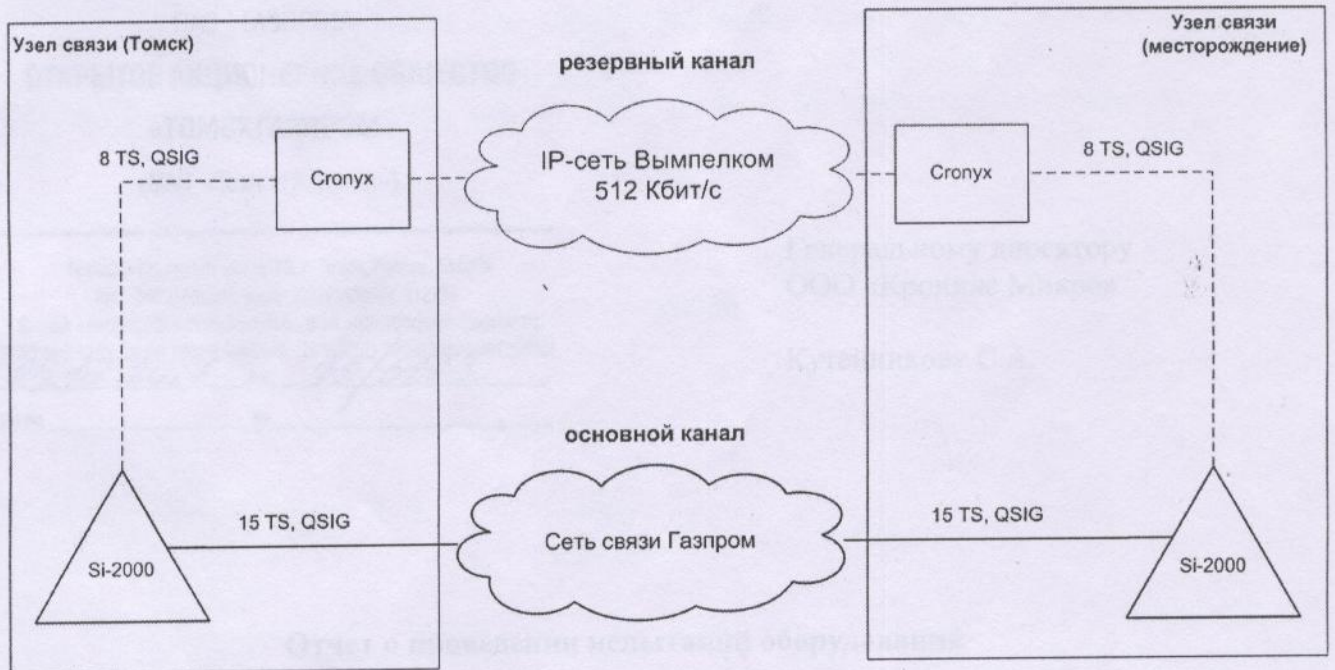 Узел связи (Томск)
Узел связи
(месторождение)
резервный канал
8 TS, QSIG
Cronyx
IP-сеть Вымпелком
512 Кбит/с
Cronyx
8 TS, QSIG
основной канал
15 TS, QSIG
Si-2000
Сеть связи Газпром
15 TS, QSIG
Si-2000
Генеральному директору
Отчет о проведении испытаний оборудования